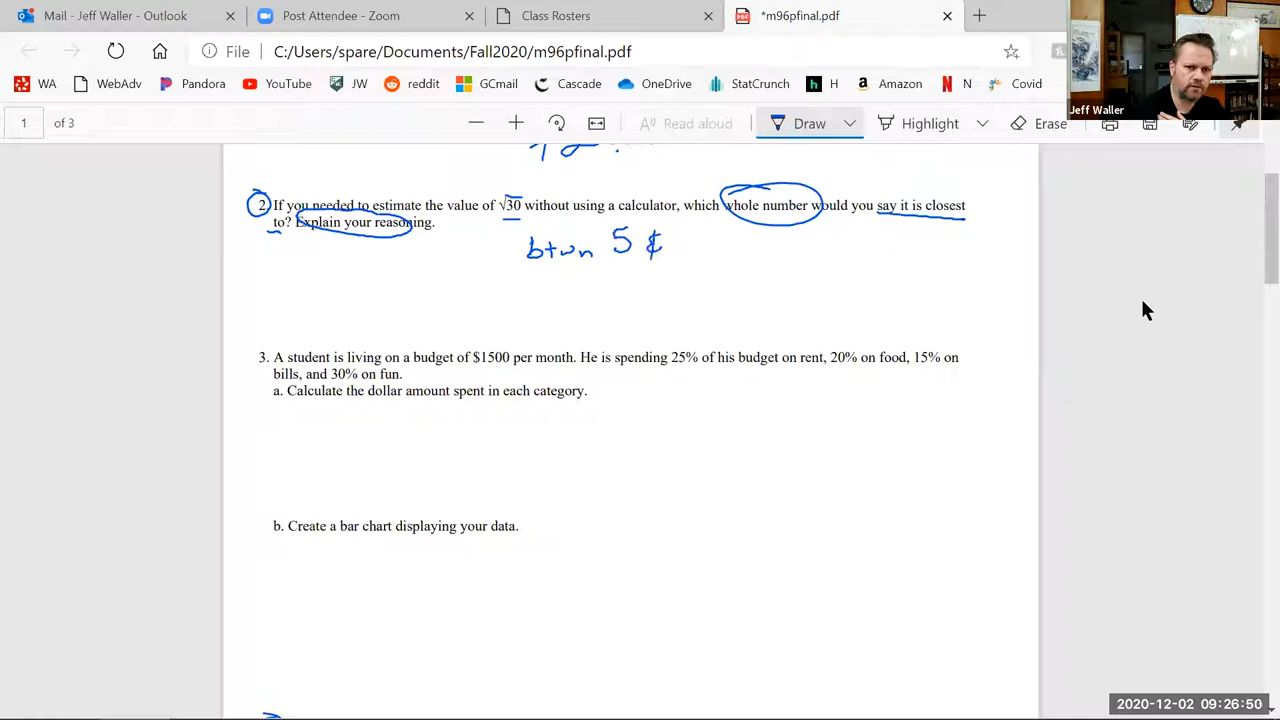 ail - Jeff Waller - Outlook
Post Attendee - Zoom
Class Rosters
*m96pfinal.pdf
File C:/Users/spare/Documents/Fall2020/m96pfinal.pdf
WA WebAdv Pandora YouTube JW reddit GCmail Cascade OneDrive StatCrunch H Amazon N Covid
Jeff Waller
1 of 3 Read aloud Draw Highlight Erase
2. If you needed to estimate the value of √30 without using a calculator, which whole number would you say it is closest
to? Explain your reasoning.
btwn 5 ¢
3. A student is living on a budget of $1500 per month. He is spending 25% of his budget on rent, 20% on food, 15% on
bills, and 30% on fun.
a. Calculate the dollar amount spent in each category.
b. Create a bar chart displaying your data.
2020-12-02 09:26:50